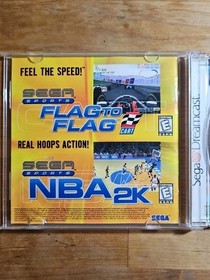 FEEL THE SPEED!
SEGA
SPORTS
FLAG TO
FLAG
CART
REAL HOOPS ACTION!
SEGA
SPORTS
NBA 2K
SEGA
Sega Dreamcast